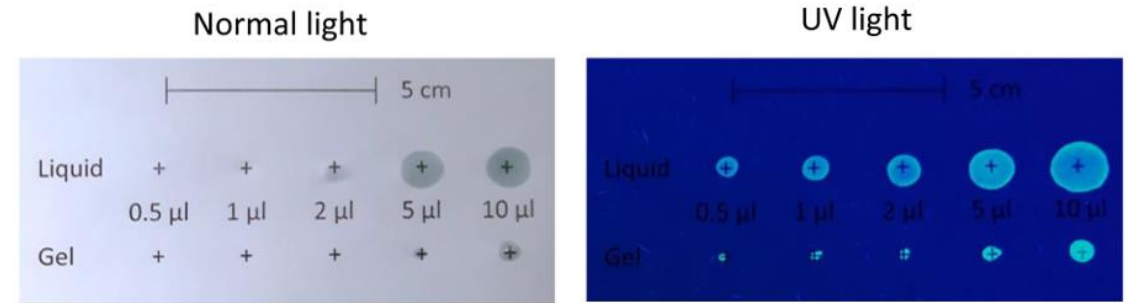 Normal light
5 cm
Liquid + + + + +
0.5 µl 1 µl 2 µl 5 µl 10 µl
Gel + + + + +
UV light
5 cm
Liquid + + + + +
0.5 µl 1 µl 2 µl 5 µl 10 µl
Gel + + + + +